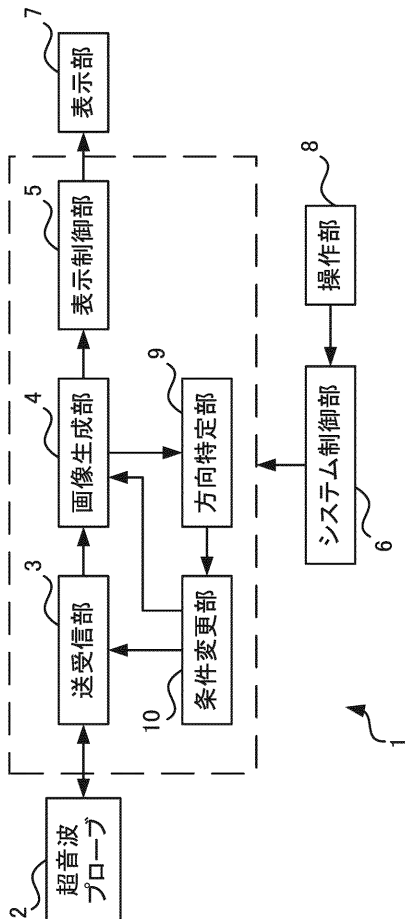 2
超音波
プローブ
3
送受信部
4
画像生成部
5
表示制御部
7
表示部
10
条件変更部
9
方向特定部
6
システム制御部
8
操作部
1